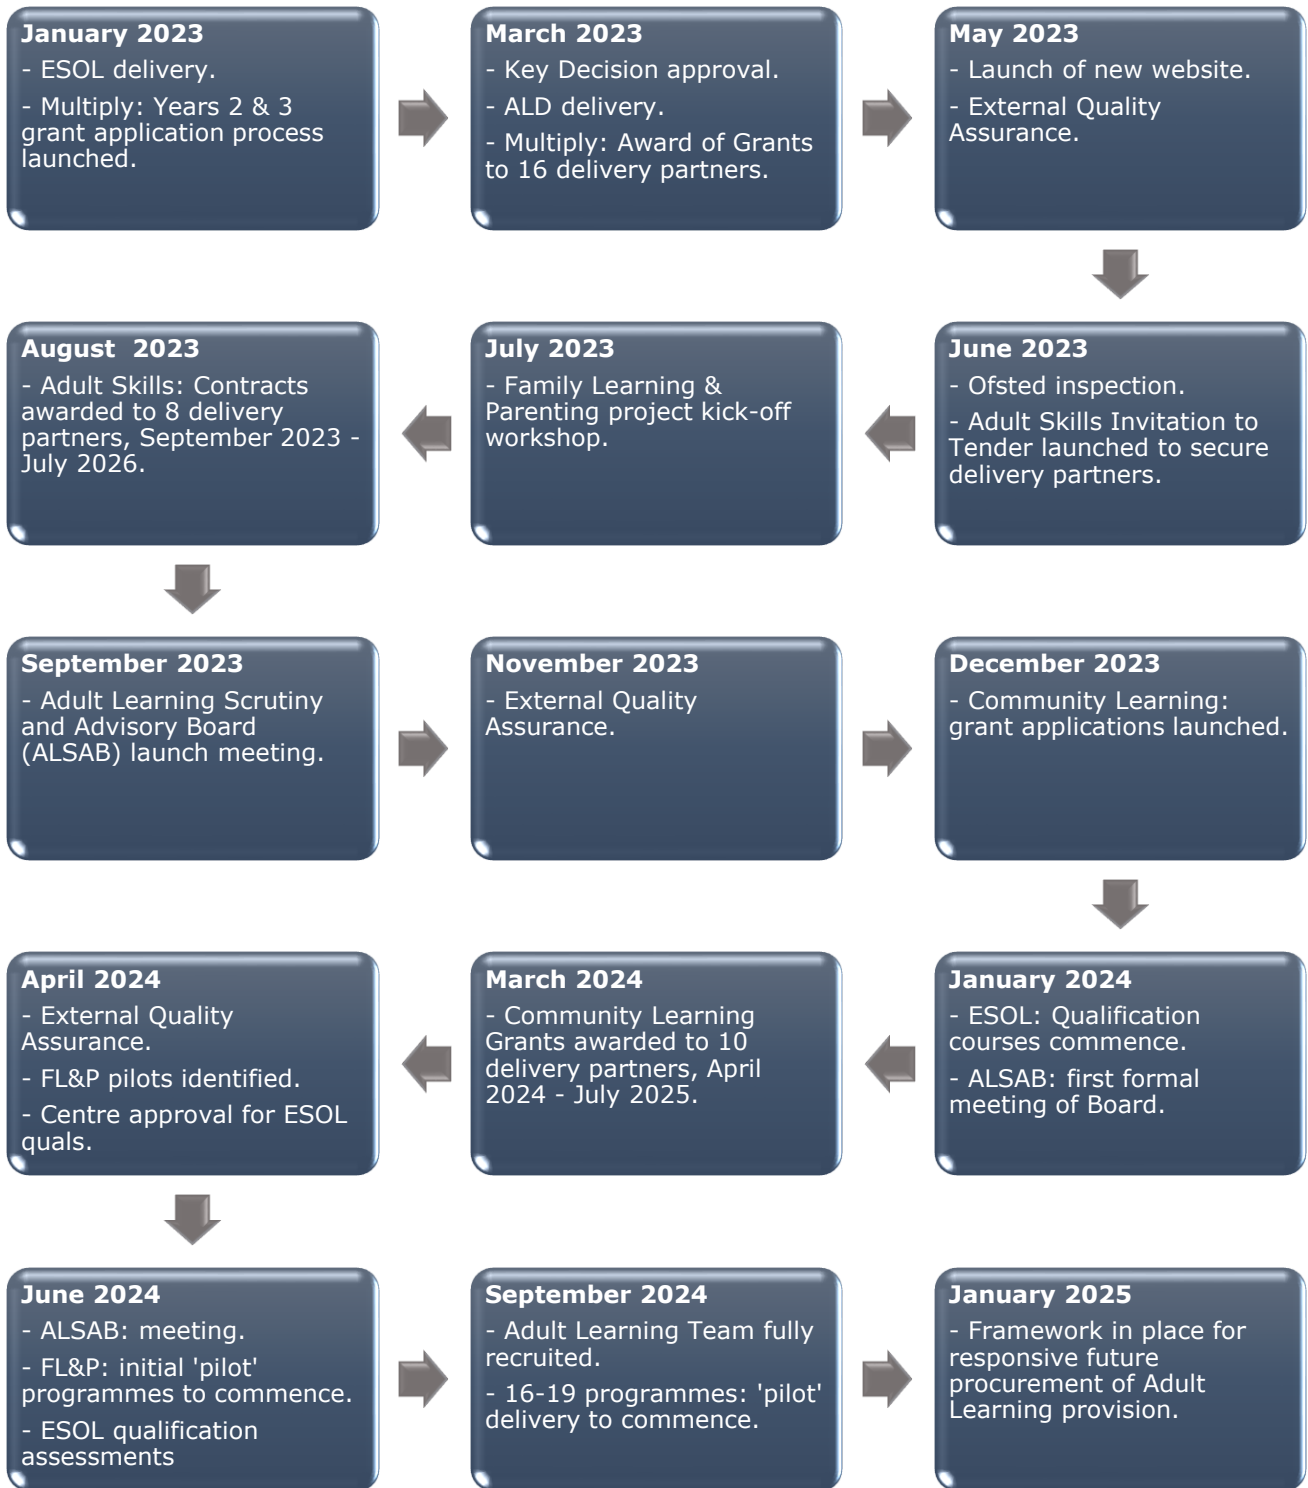 January 2023
- ESOL delivery.
- Multiply: Years 2 & 3
grant application process
launched.
March 2023
- Key Decision approval.
- ALD delivery.
- Multiply: Award of Grants
to 16 delivery partners.
May 2023
- Launch of new website.
- External Quality
Assurance.
June 2023
- Ofsted inspection.
- Adult Skills Invitation to
Tender launched to secure
delivery partners.
July 2023
- Family Learning &
Parenting project kick-off
workshop.
August  2023
- Adult Skills: Contracts
awarded to 8 delivery
partners, September 2023 -
July 2026.
September 2023
- Adult Learning Scrutiny
and Advisory Board
(ALSAB) launch meeting.
November 2023
- External Quality
Assurance.
December 2023
- Community Learning:
grant applications launched.
January 2024
- ESOL: Qualification
courses commence.
- ALSAB: first formal
meeting of Board.
March 2024
- Community Learning
Grants awarded to 10
delivery partners, April
2024 - July 2025.
April 2024
- External Quality
Assurance.
- FL&P pilots identified.
- Centre approval for ESOL
quals.
June 2024
- ALSAB: meeting.
- FL&P: initial 'pilot'
programmes to commence.
- ESOL qualification
assessments
September 2024
- Adult Learning Team fully
recruited.
- 16-19 programmes: 'pilot'
delivery to commence.
January 2025
- Framework in place for
responsive future
procurement of Adult
Learning provision.